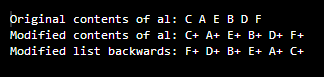 Original contents of al: C A E B D F
Modified contents of al: C+ A+ E+ B+ D+ F+
Modified list backwards: F+ D+ B+ E+ A+ C+